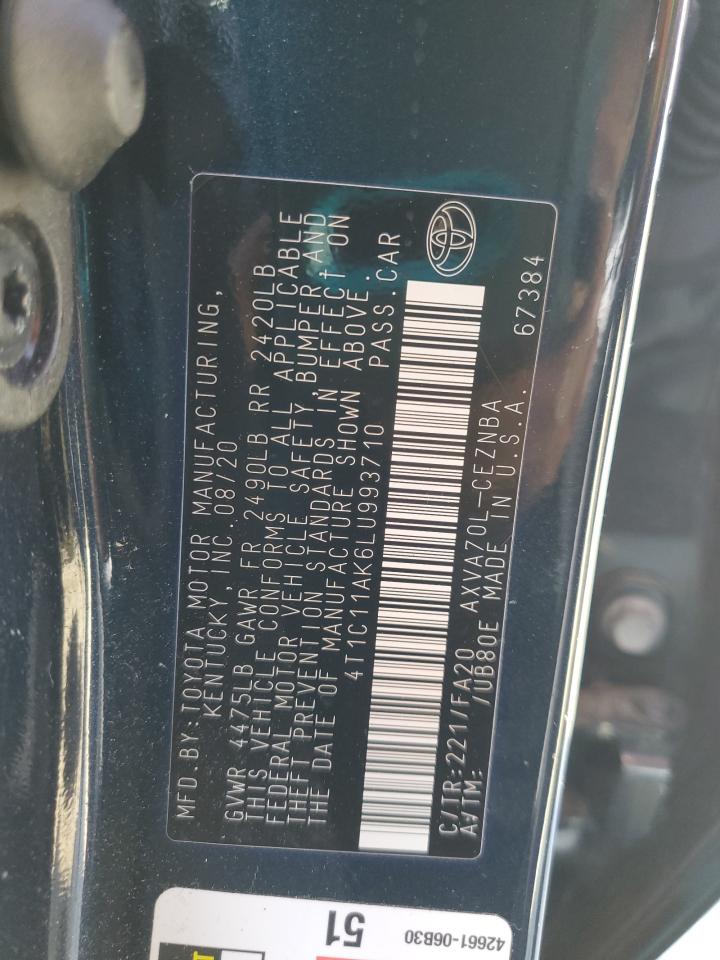 MFD.BY:TOYOTA MOTOR MANUFACTURING,
KENTUCKY, INC. 08/20
GVWR 4475LB GAWR FR 2490LB RR 2420LB
THIS VEHICLE CONFORMS TO ALL APPLICABLE
FEDERAL MOTOR VEHICLE SAFETY, BUMPER AND
THEFT PREVENTION STANDARDS IN EFFECT ON
THE DATE OF MANUFACTURE SHOWN ABOVE.
4T1C11AK6LU993710 PASS.CAR
C/TR:221/FA20 AXVA70L-CEZNBA
A/TM: /UB80E MADE IN U.S.A. 67384
51
42661-06B30